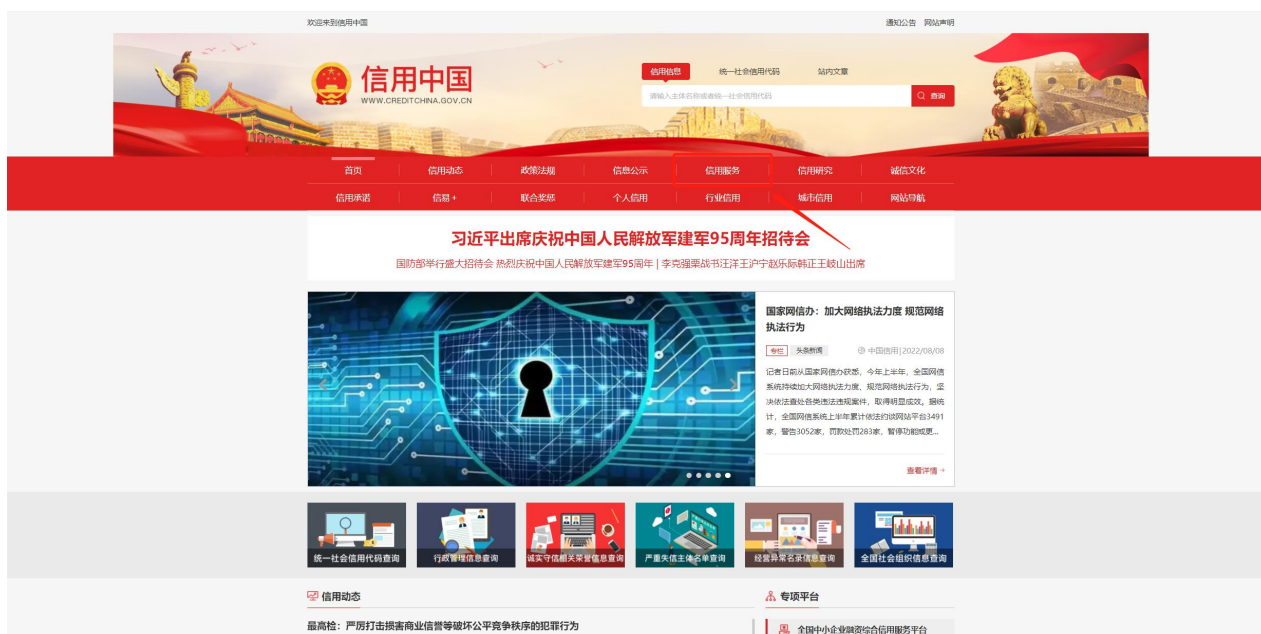 欢迎来到信用中国
通知公告 网站声明
信用中国
WWW.CREDITCHINA.GOV.CN
信用信息 统一社会信用代码 站内文章
请输入主体名称或者统一社会信用代码
查询
首页 信用动态 政策法规 信息公示 信用服务 信用研究 诚信文化
信用承诺 信易+ 联合奖惩 个人信用 行业信用 城市信用 网站导航
习近平出席庆祝中国人民解放军建军95周年招待会
国防部举行盛大招待会 热烈庆祝中国人民解放军建军95周年 | 李克强栗战书汪洋王沪宁赵乐际韩正王岐山出席
国家网信办：加大网络执法力度 规范网络
执法行为
专栏 头条新闻 中国信用|2022/08/08
记者日前从国家网信办获悉，今年上半年，全国网信
系统持续加大网络执法力度、规范网络执法行为，坚
决依法查处各类违法违规案件，取得明显成效。据统
计，全国网信系统上半年累计依法约谈网站平台3491
家，警告3052家，罚款处罚283家，暂停功能或更...
查看详情
统一社会信用代码查询
行政管理信息查询
诚实守信相关荣誉信息查询
严重失信主体名单查询
经营异常名录信息查询
全国社会组织信息查询
信用动态
专项平台
最高检：严厉打击损害商业信誉等破坏公平竞争秩序的犯罪行为
全国中小企业融资综合信用服务平台